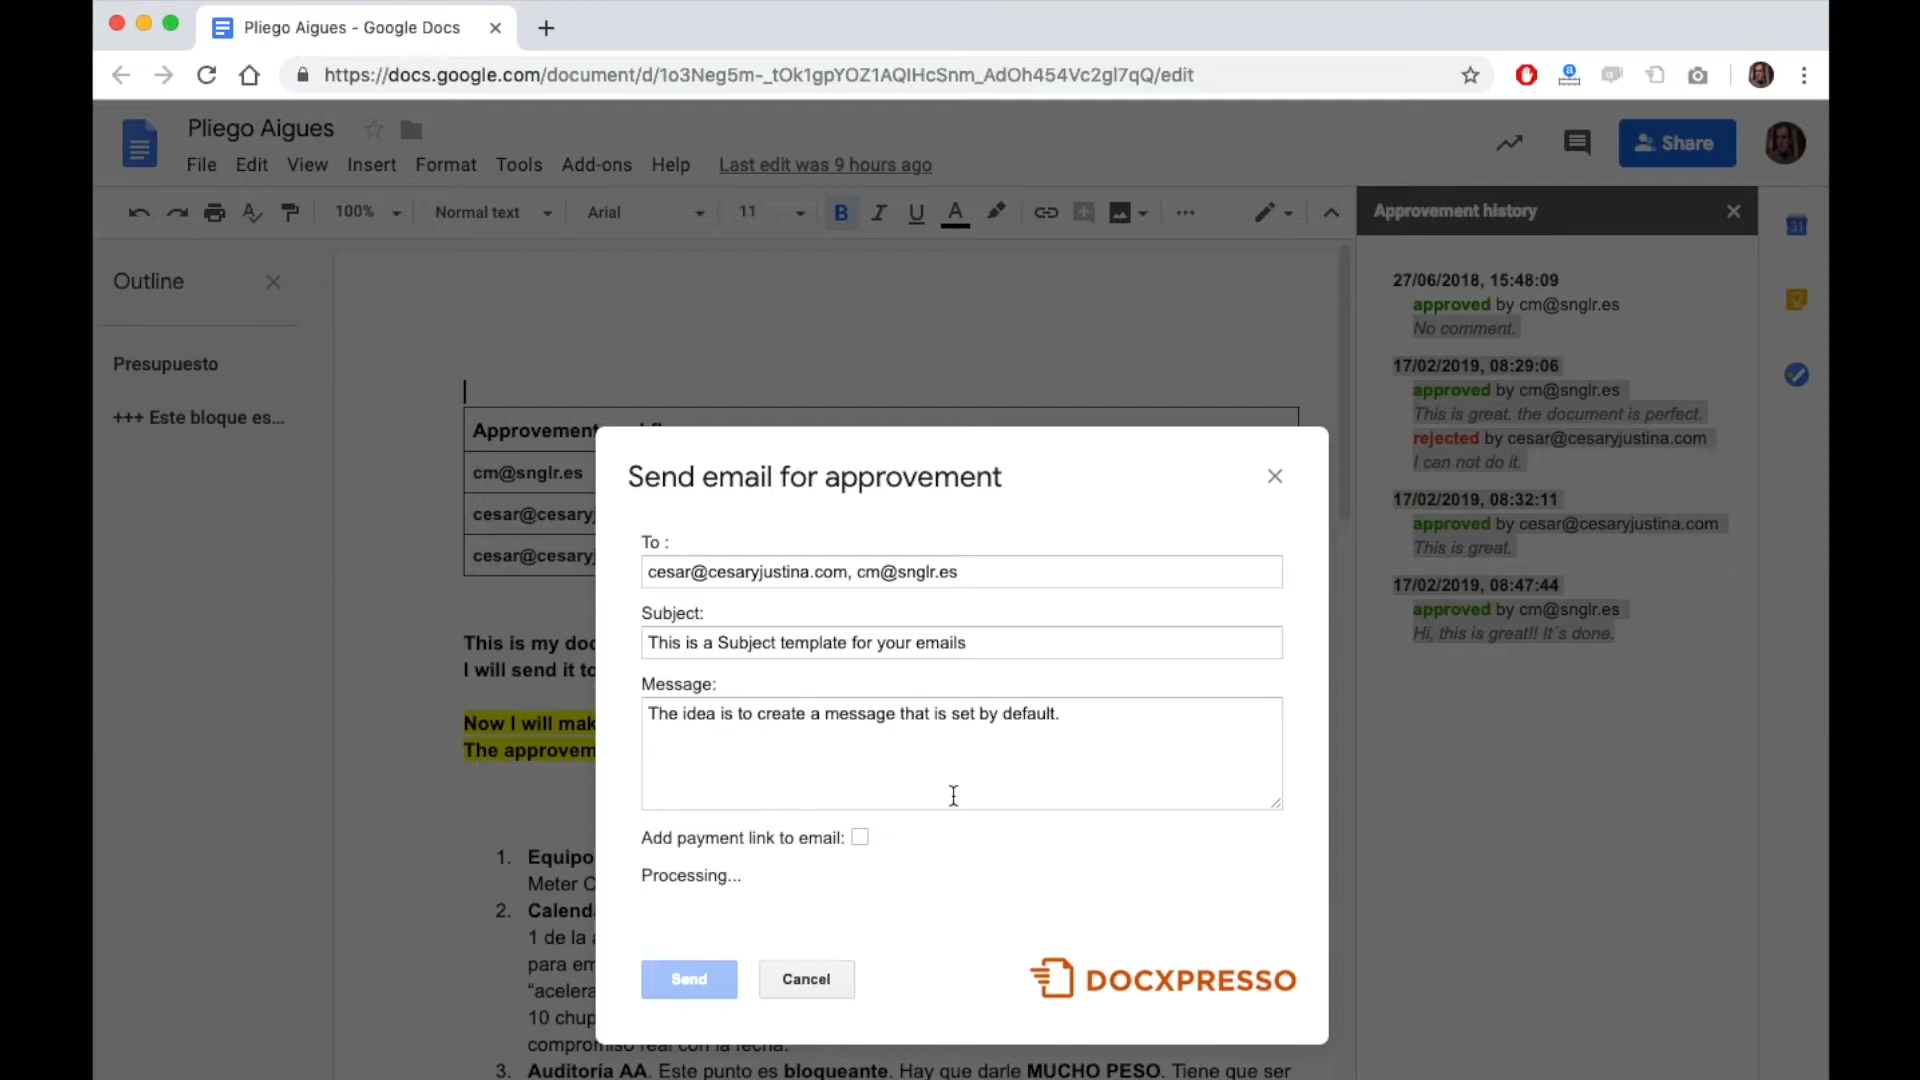 Pliego Aigues - Google Docs
https://docs.google.com/document/d/1o3Neg5m-_tOk1gpYOZ1AQIHcSnm_AdOh454Vc2gl7qQ/edit
Pliego Aigues
Share
File Edit View Insert Format Tools Add-ons Help Last edit was 9 hours ago
100% Normal text Arial 11 B I U A
Approvement history
31
Outline
Presupuesto
+++ Este bloque es...
Approvement
cm@snglr.es
cesar@cesaryj
cesar@cesaryj
This is my doc
I will send it to
Now I will mak
The approvem
1. Equipo
Meter C
2. Calenda
1 de la
para em
“acelera
10 chup
compromiso real con la fecha.
3. Auditoría AA. Este punto es bloqueante. Hay que darle MUCHO PESO. Tiene que ser
Send email for approvement
To :
cesar@cesaryjustina.com, cm@snglr.es
Subject:
This is a Subject template for your emails
Message:
The idea is to create a message that is set by default.
Add payment link to email:
Processing...
Send Cancel
DOCXPRESSO
27/06/2018, 15:48:09
approved by cm@snglr.es
No comment.
17/02/2019, 08:29:06
approved by cm@snglr.es
This is great. the document is perfect.
rejected by cesar@cesaryjustina.com
I can not do it.
17/02/2019, 08:32:11
approved by cesar@cesaryjustina.com
This is great.
17/02/2019, 08:47:44
approved by cm@snglr.es
Hi, this is great!! It´s done.